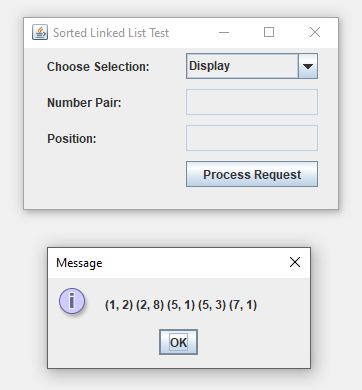 Sorted Linked List Test
Choose Selection: Display
Number Pair:
Position:
Process Request
Message
(1, 2) (2, 8) (5, 1) (5, 3) (7, 1)
OK